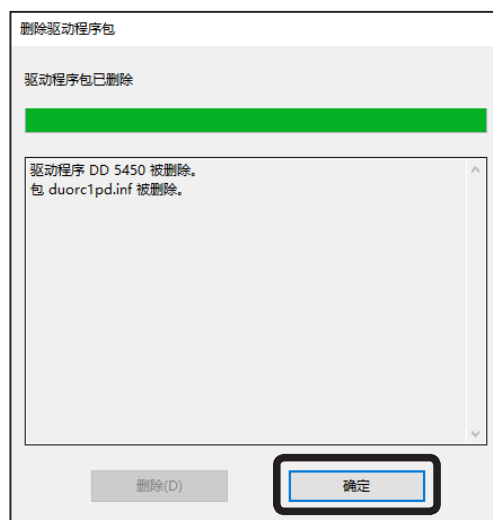 删除驱动程序包
驱动程序包已删除
驱动程序 DD 5450 被删除。
包 duorc1pd.inf 被删除。
删除(D)
确定